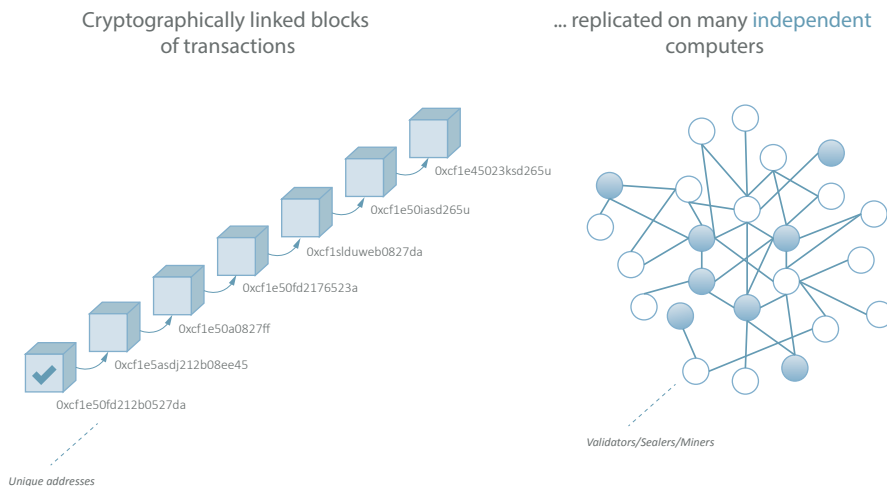 Cryptographically linked blocks
of transactions
... replicated on many independent
computers
0xcf1e45023ksd265u
0xcf1e50iasd265u
0xcf1slduweb0827da
0xcf1e50fd2176523a
0xcf1e50a0827ff
0xcf1e5asdj212b08ee45
0xcf1e50fd212b0527da
Validators/Sealers/Miners
Unique addresses